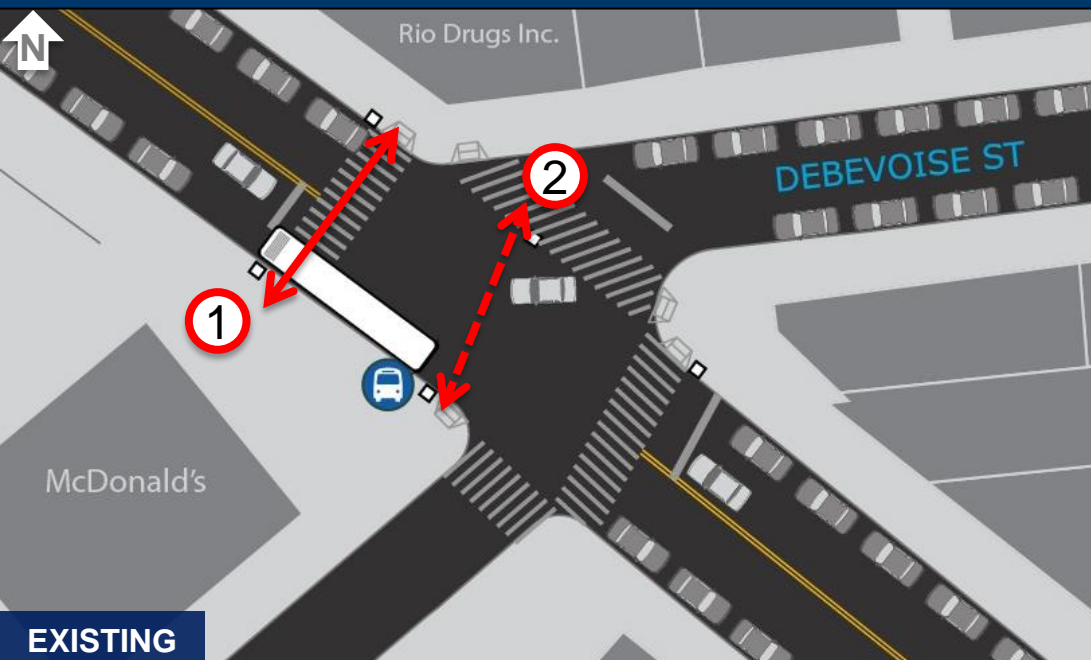 N
Rio Drugs Inc.
2
DEBEVOISE ST
1
McDonald's
EXISTING